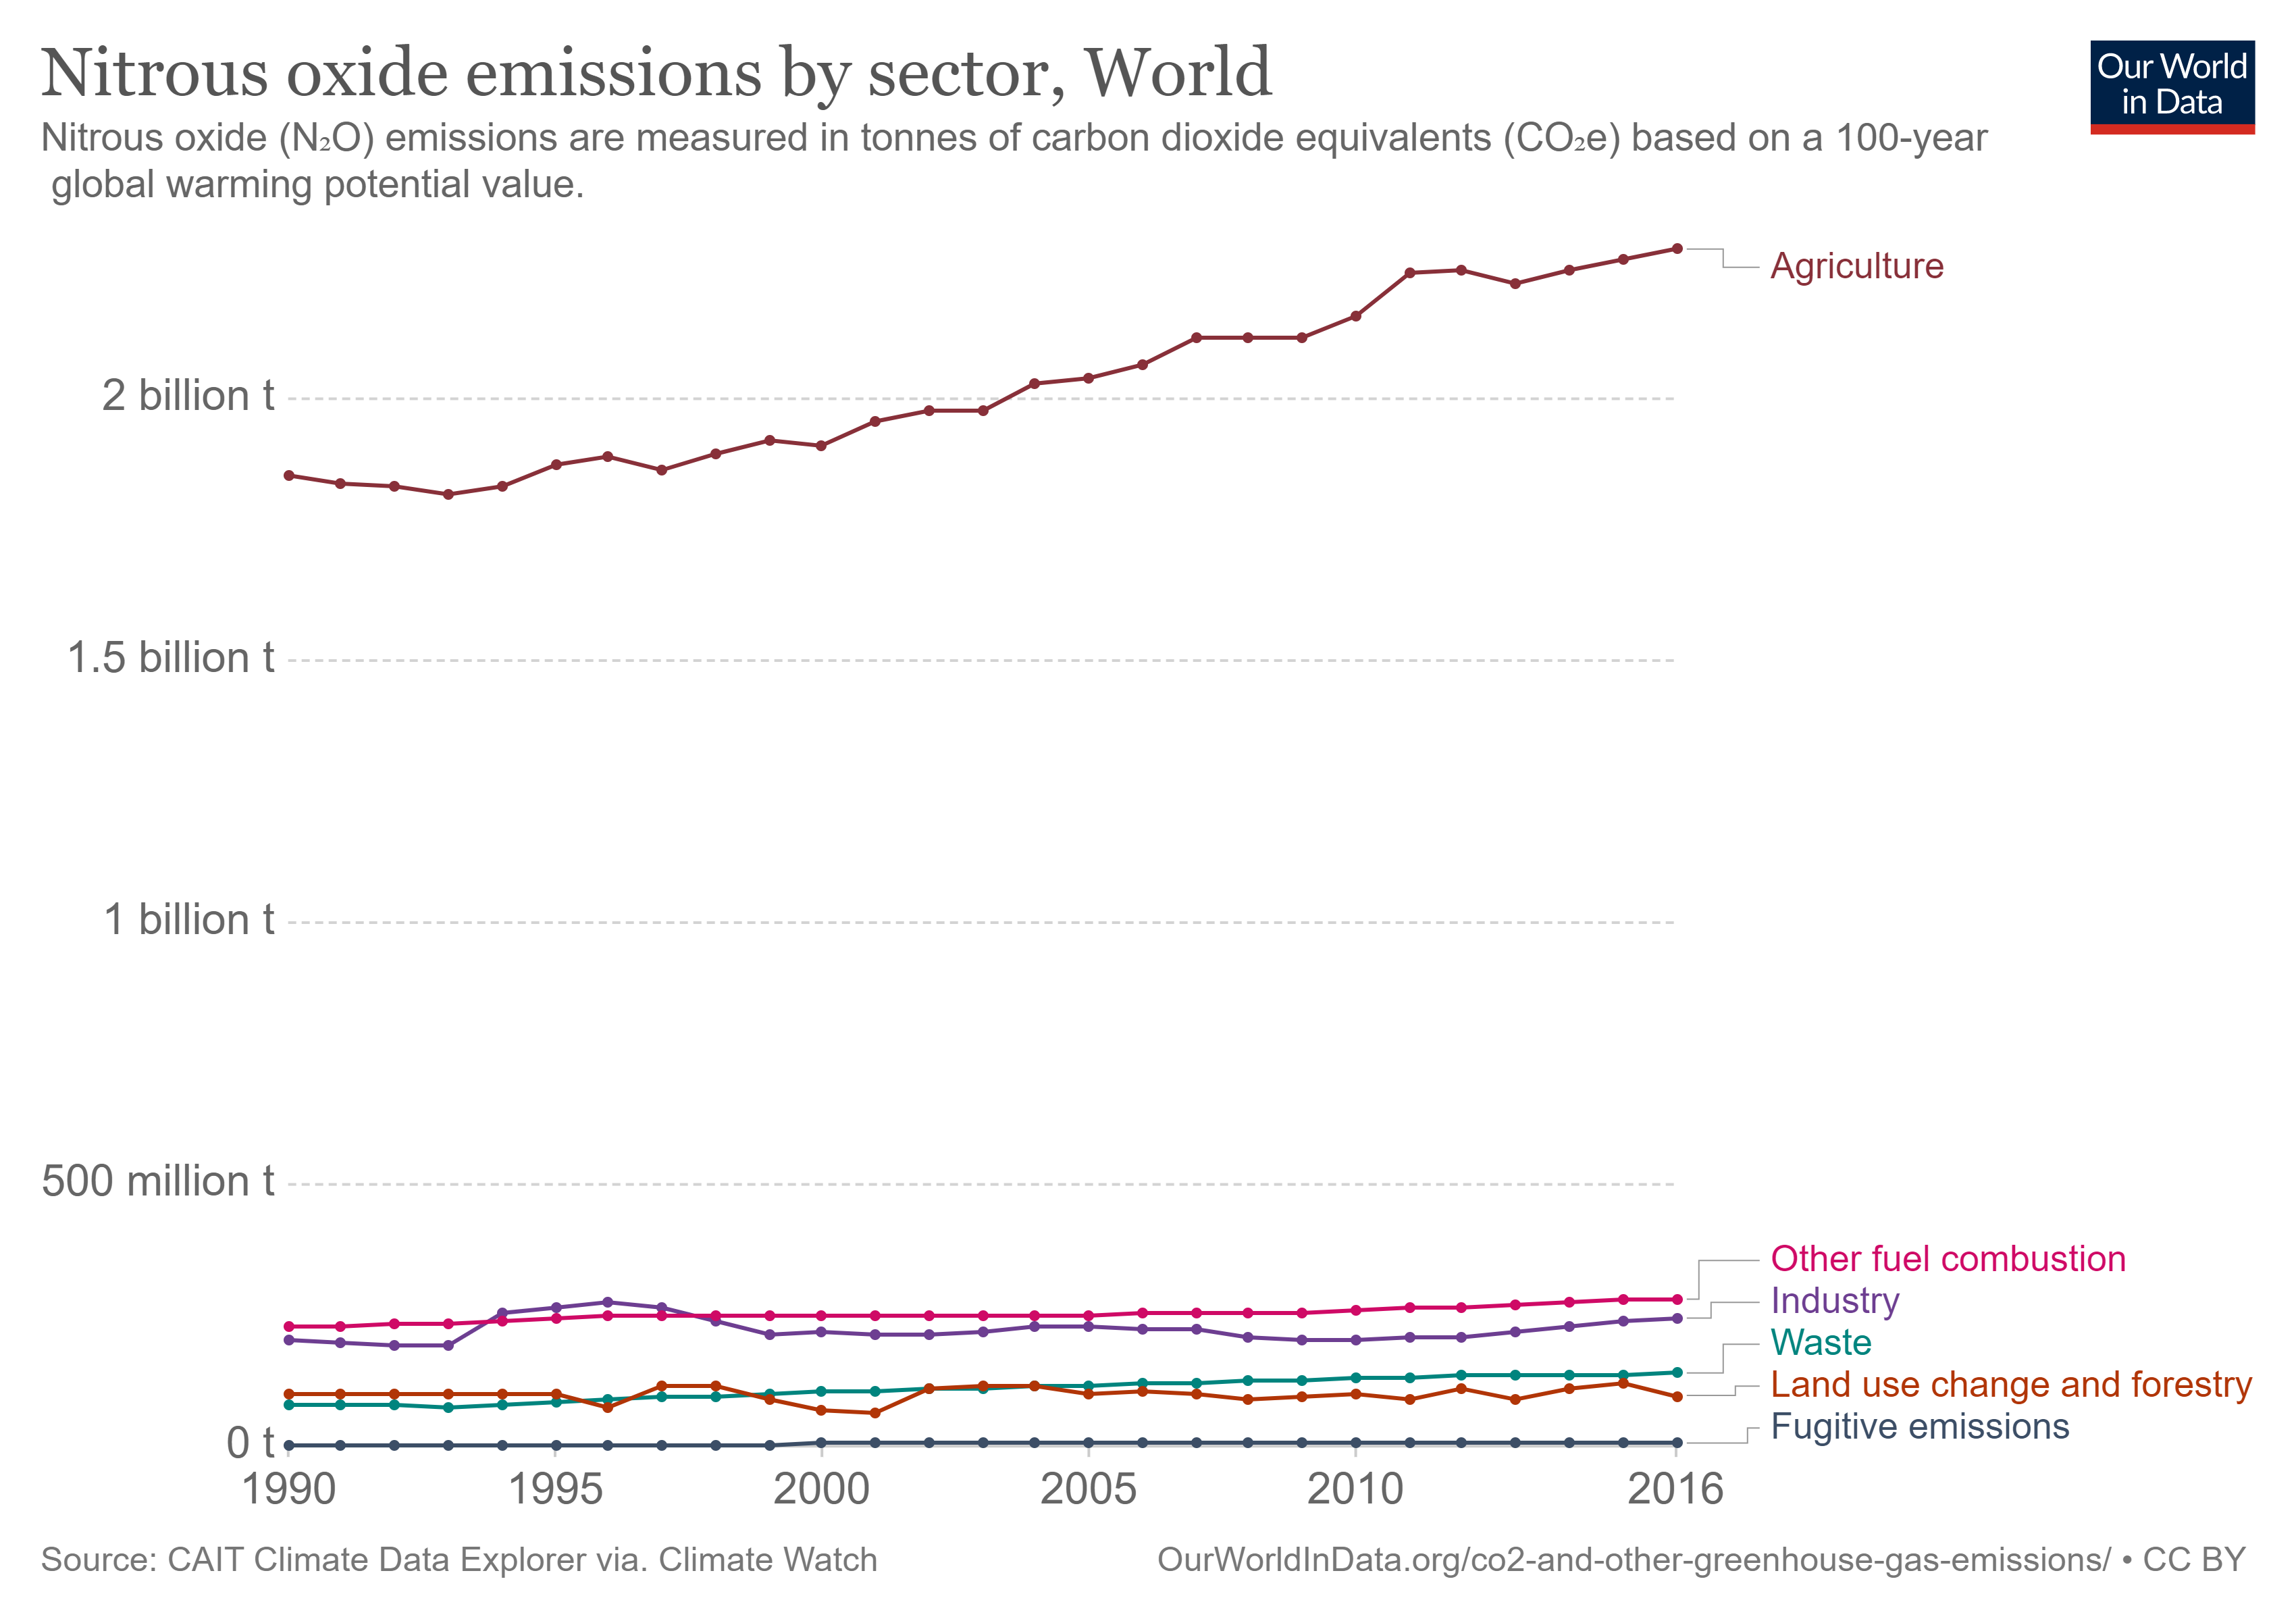 Nitrous oxide emissions by sector, World
Our World
in Data
Nitrous oxide (N₂O) emissions are measured in tonnes of carbon dioxide equivalents (CO₂e) based on a 100-year
global warming potential value.
Agriculture
2 billion t
1.5 billion t
1 billion t
500 million t
Other fuel combustion
Industry
Waste
Land use change and forestry
Fugitive emissions
0 t
1990 1995 2000 2005 2010 2016
Source: CAIT Climate Data Explorer via. Climate Watch
OurWorldInData.org/co2-and-other-greenhouse-gas-emissions/ • CC BY